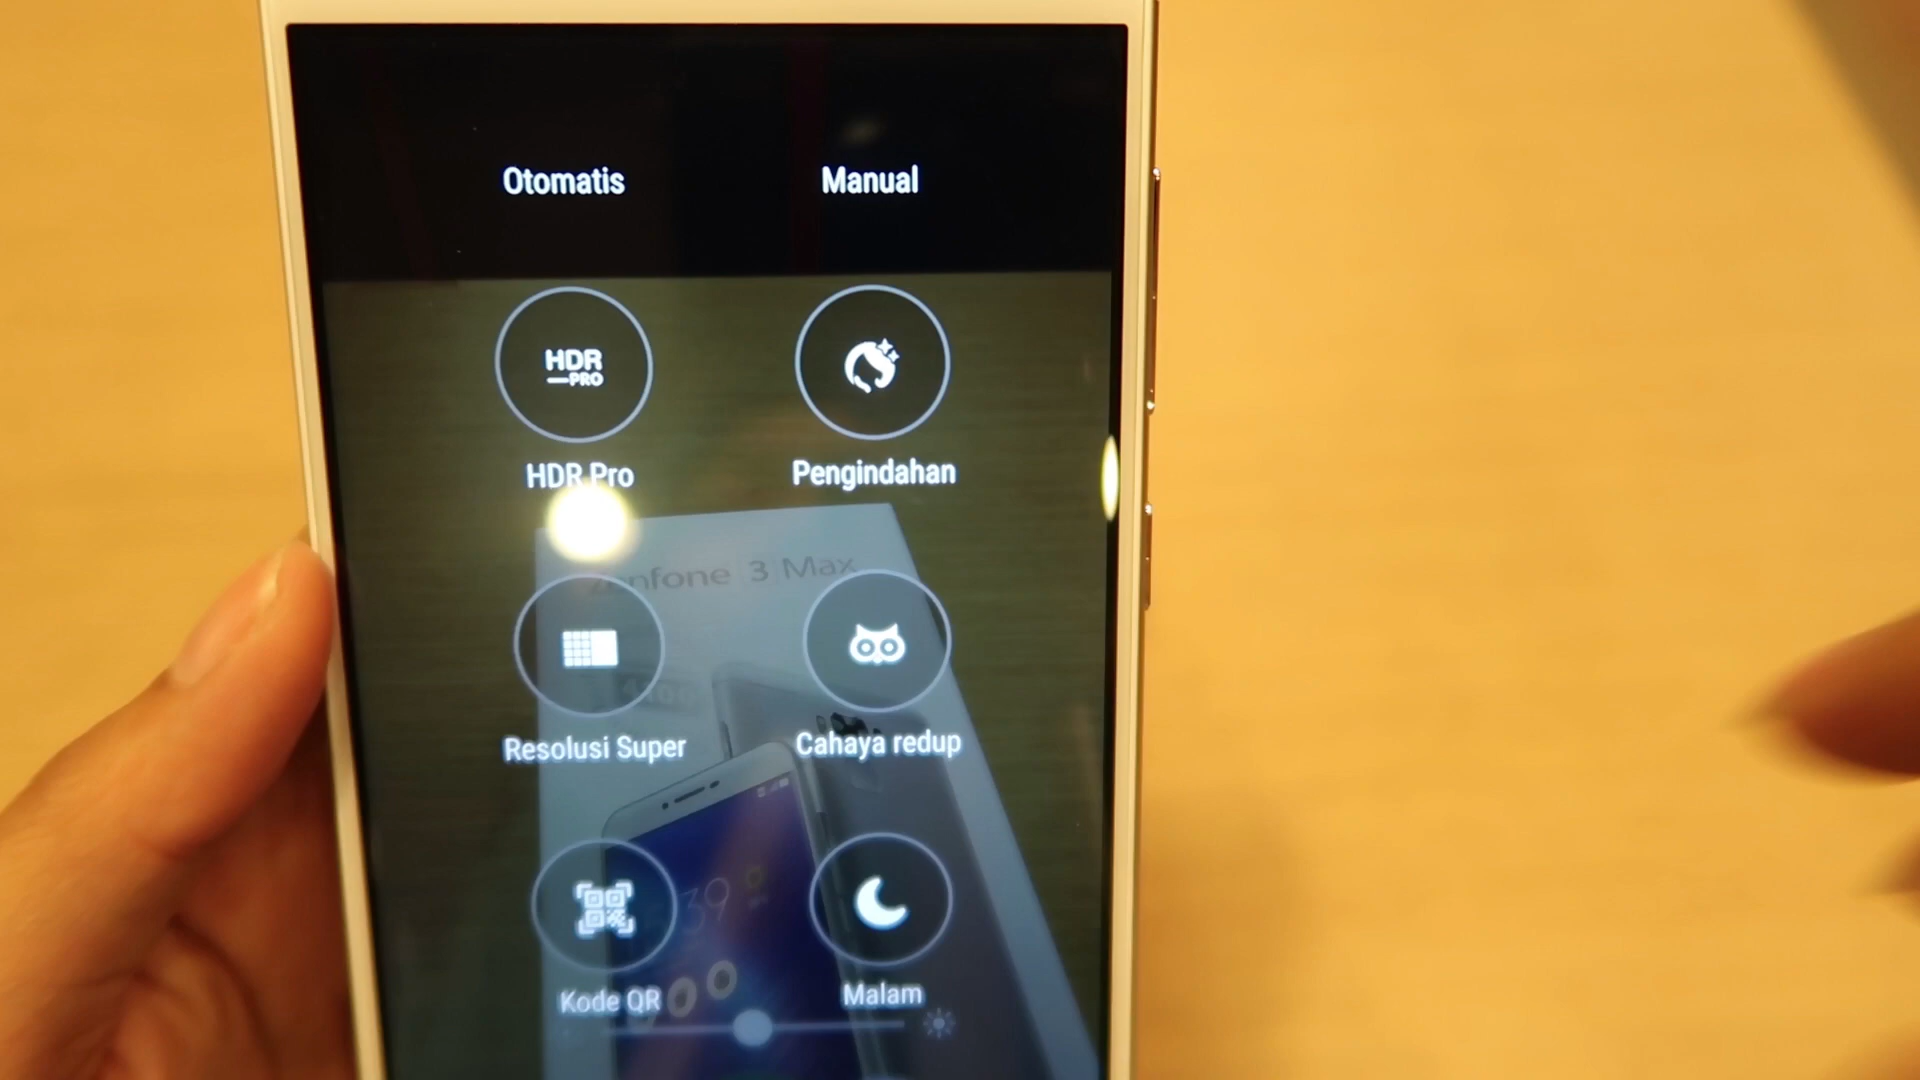 Otomatis
Manual
HDR
PRO
HDR Pro
Pengindahan
Zenfone 3 Max
Resolusi Super
Cahaya redup
Kode QR
Malam